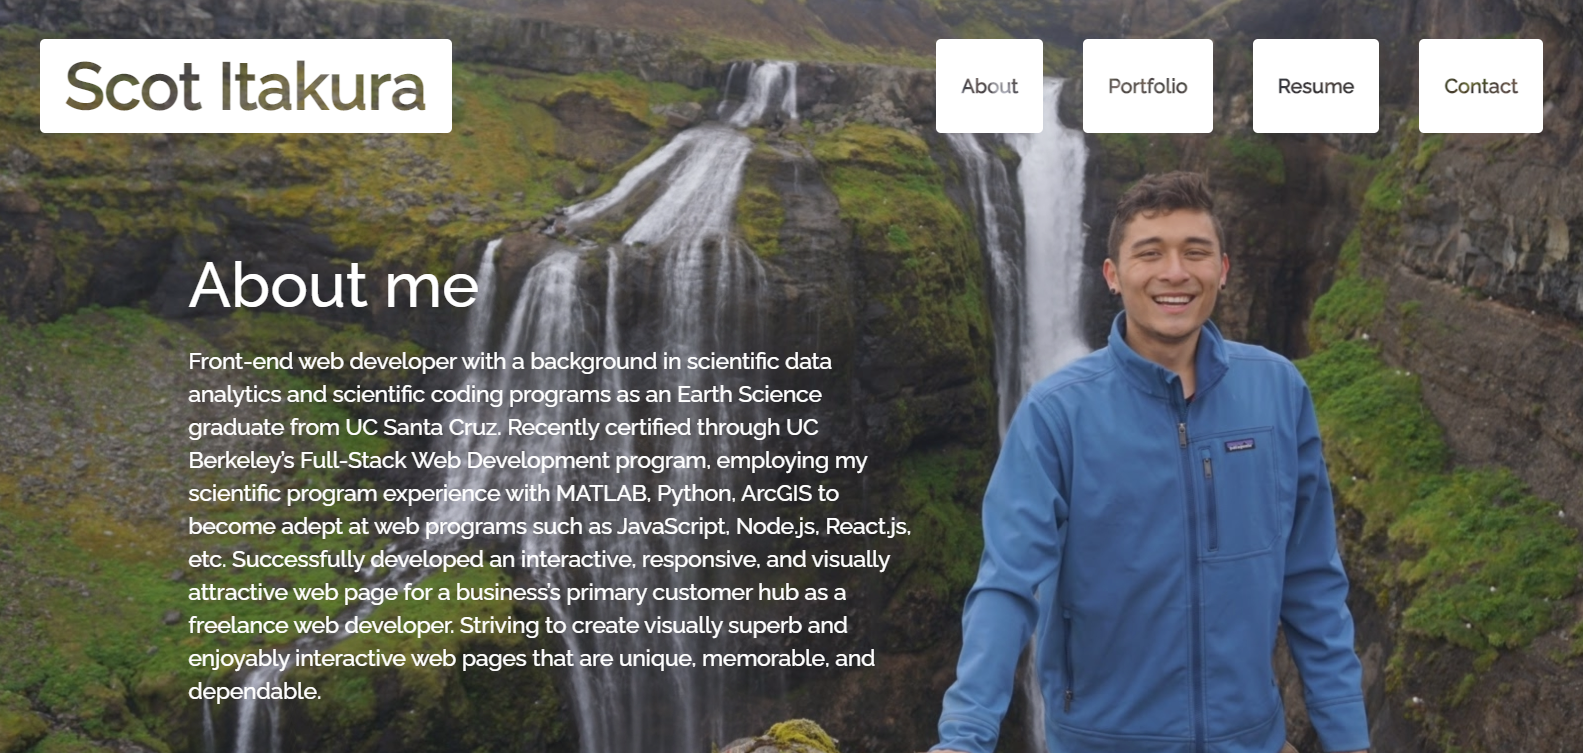 Scot Itakura
About
Portfolio
Resume
Contact
About me
Front-end web developer with a background in scientific data
analytics and scientific coding programs as an Earth Science
graduate from UC Santa Cruz. Recently certified through UC
Berkeley’s Full-Stack Web Development program, employing my
scientific program experience with MATLAB, Python, ArcGIS to
become adept at web programs such as JavaScript, Node.js, React.js,
etc. Successfully developed an interactive, responsive, and visually
attractive web page for a business’s primary customer hub as a
freelance web developer. Striving to create visually superb and
enjoyably interactive web pages that are unique, memorable, and
dependable.
patagonia